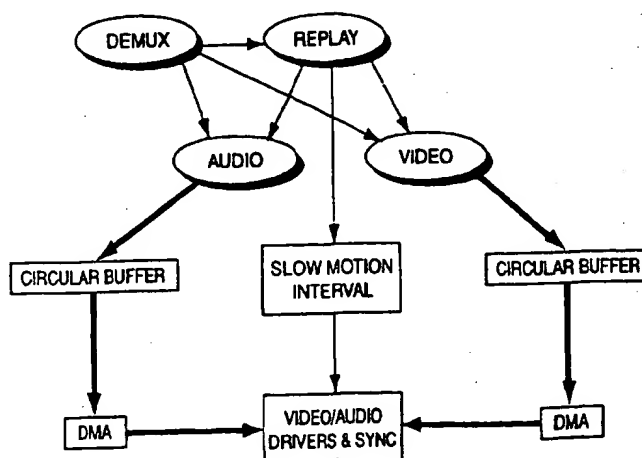 DEMUX
REPLAY
AUDIO
VIDEO
CIRCULAR BUFFER
SLOW MOTION
INTERVAL
CIRCULAR BUFFER
DMA
VIDEO/AUDIO
DRIVERS & SYNC
DMA